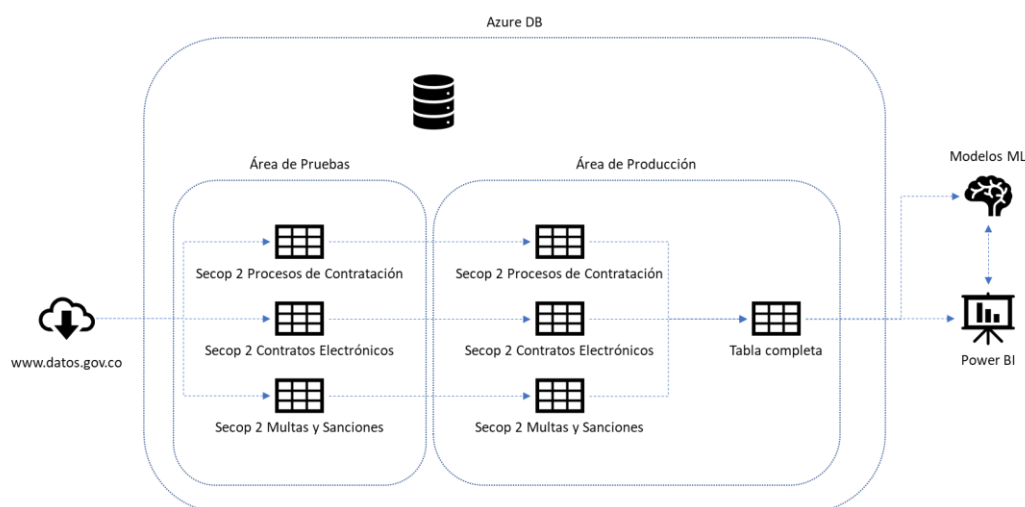 Azure DB
Área de Pruebas
Área de Producción
Modelos ML
Secop 2 Procesos de Contratación
Secop 2 Procesos de Contratación
Secop 2 Contratos Electrónicos
Secop 2 Contratos Electrónicos
Tabla completa
www.datos.gov.co
Power BI
Secop 2 Multas y Sanciones
Secop 2 Multas y Sanciones